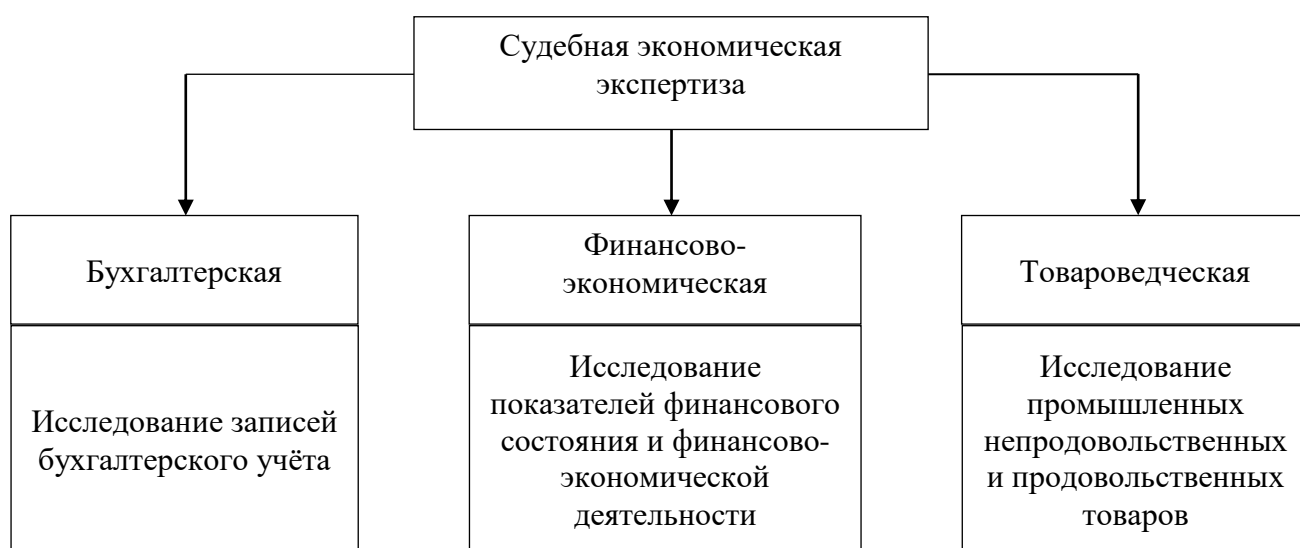 Судебная экономическая
экспертиза
Бухгалтерская
Финансово-
экономическая
Товароведческая
Исследование записей
бухгалтерского учёта
Исследование
показателей финансового
состояния и финансово-
экономической
деятельности
Исследование
промышленных
непродовольственных
и продовольственных
товаров